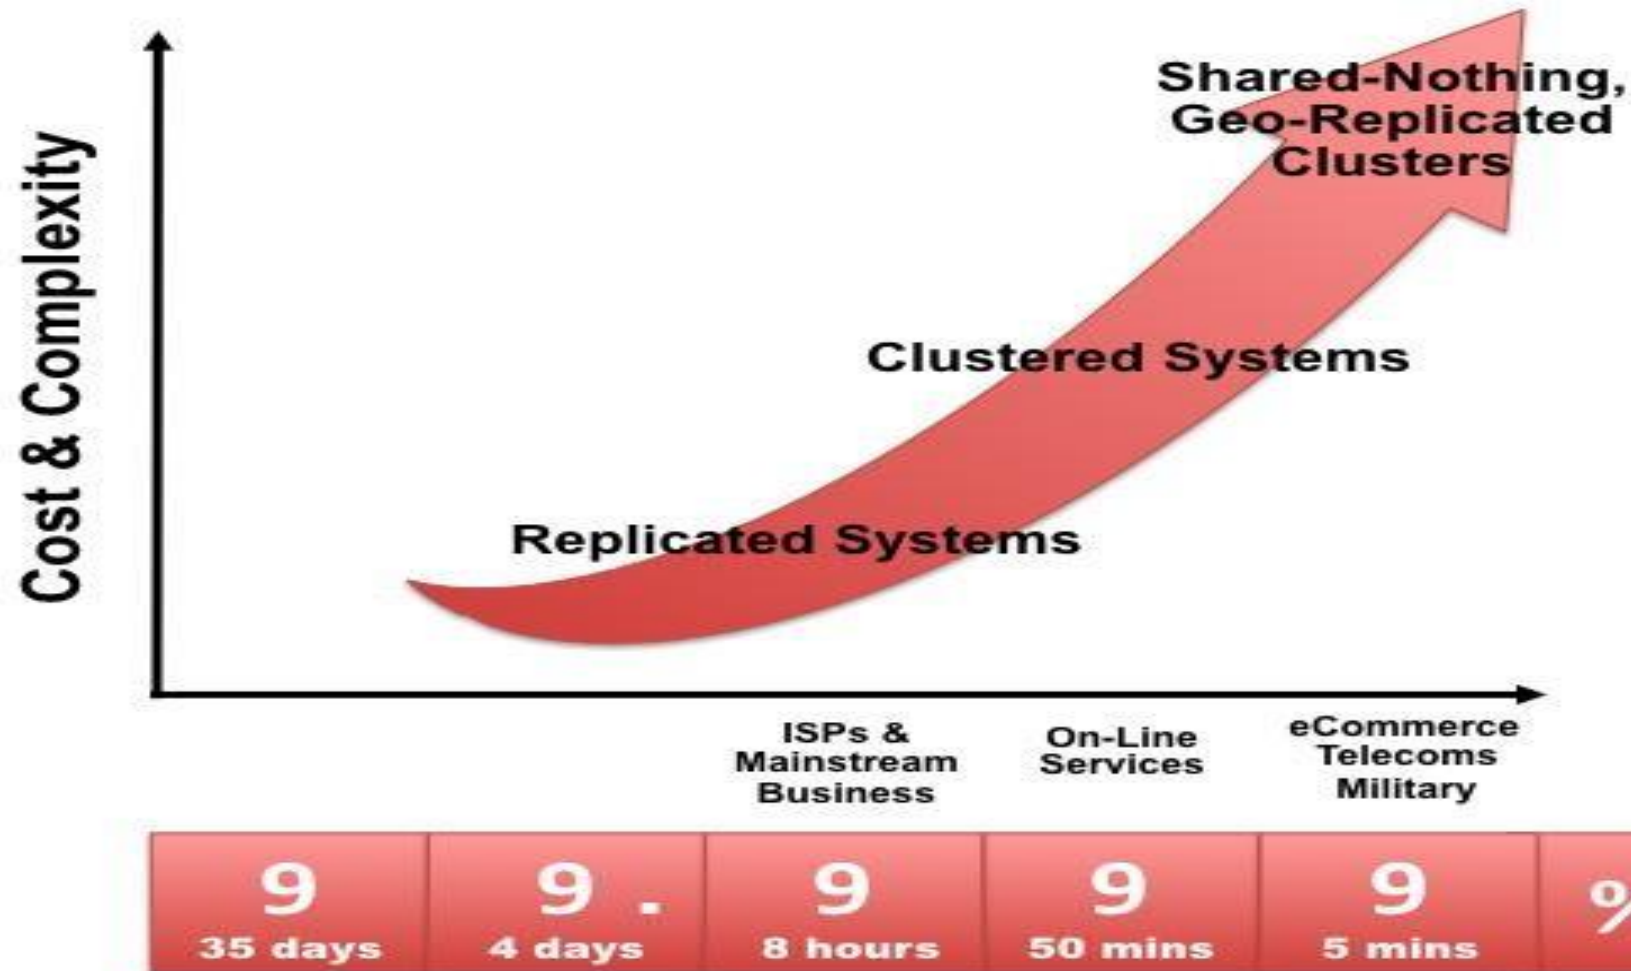 Cost & Complexity
Shared-Nothing,
Geo-Replicated
Clusters
Clustered Systems
Replicated Systems
ISPs &
Mainstream
Business
On-Line
Services
eCommerce
Telecoms
Military
9 9. 9 9 9 %
35 days 4 days 8 hours 50 mins 5 mins